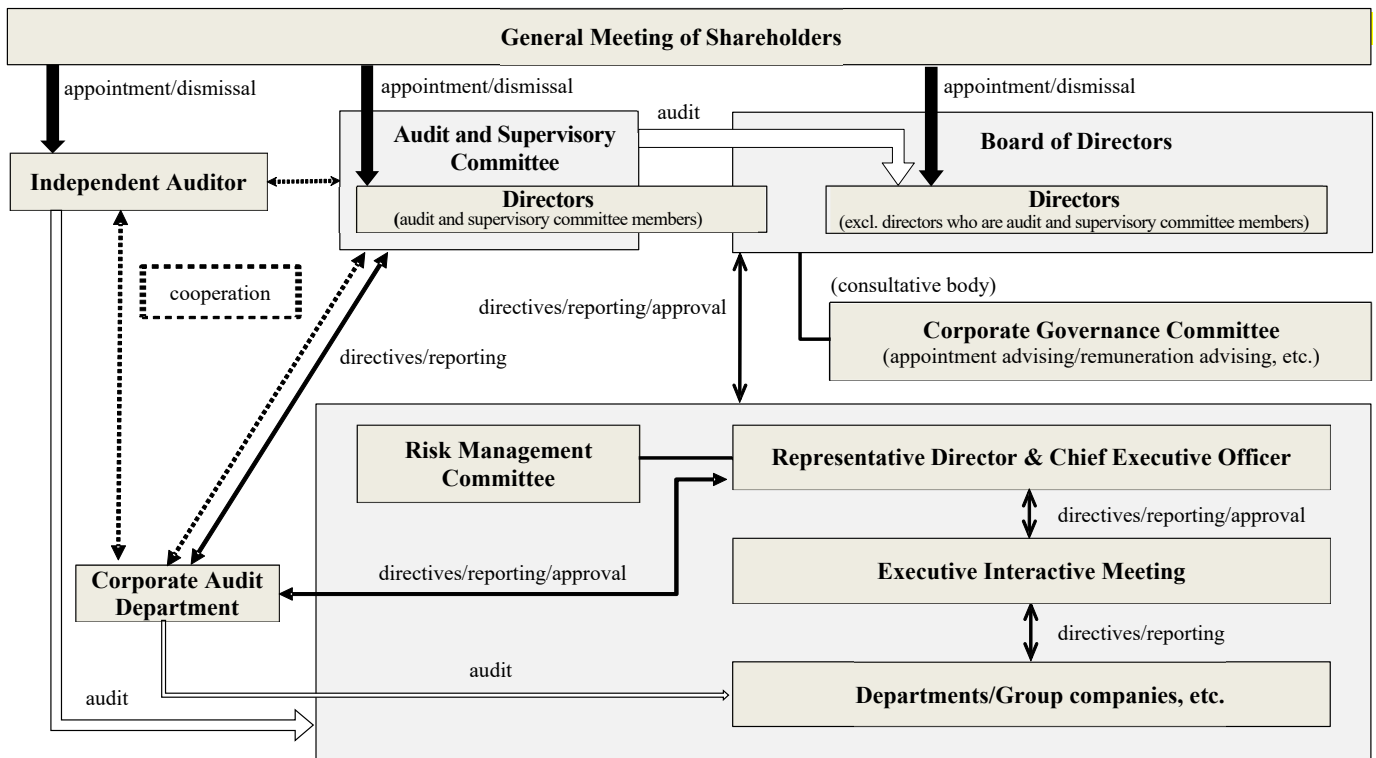 General Meeting of Shareholders
appointment/dismissal
appointment/dismissal
appointment/dismissal
audit
Audit and Supervisory
Committee
Board of Directors
Independent Auditor
Directors
(audit and supervisory committee members)
Directors
(excl. directors who are audit and supervisory committee members)
cooperation
directives/reporting/approval
(consultative body)
Corporate Governance Committee
(appointment advising/remuneration advising, etc.)
directives/reporting
Risk Management
Committee
Representative Director & Chief Executive Officer
directives/reporting/approval
Corporate Audit
Department
directives/reporting/approval
Executive Interactive Meeting
directives/reporting
audit
audit
Departments/Group companies, etc.